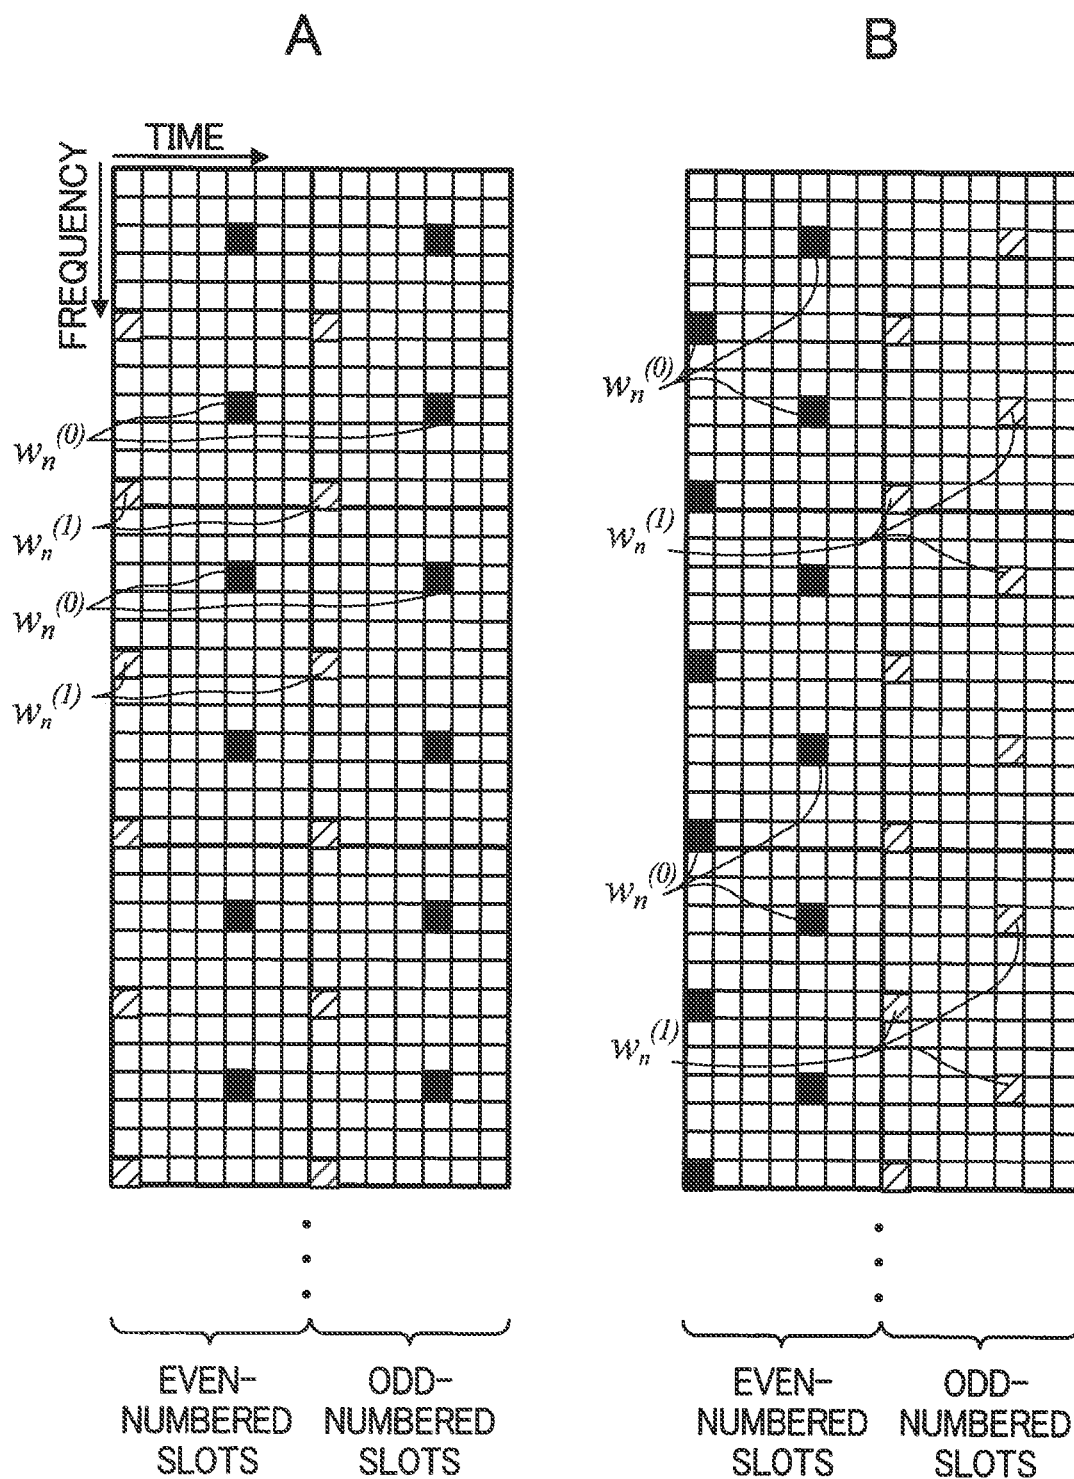 A
B
TIME
FREQUENCY
wₙ⁽⁰⁾
wₙ⁽¹⁾
wₙ⁽⁰⁾
wₙ⁽¹⁾
wₙ⁽⁰⁾
wₙ⁽¹⁾
wₙ⁽⁰⁾
wₙ⁽¹⁾
EVEN-
NUMBERED
SLOTS
ODD-
NUMBERED
SLOTS
EVEN-
NUMBERED
SLOTS
ODD-
NUMBERED
SLOTS